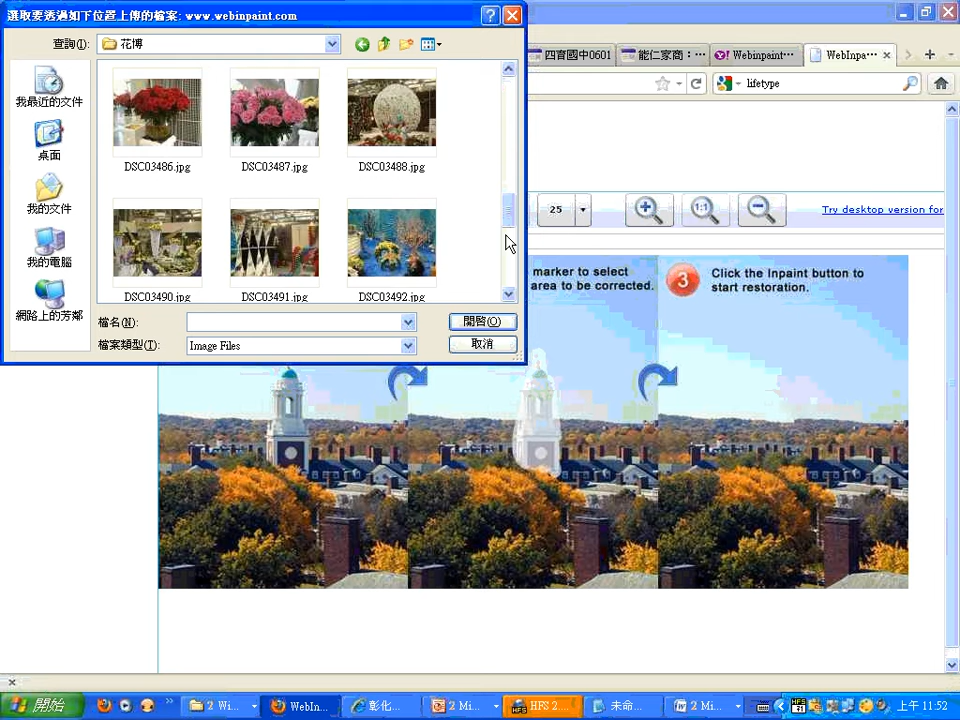 選取要透過如下位置上傳的檔案: www.webinpaint.com
查詢(I):
花博
我最近的文件
桌面
我的文件
我的電腦
網路上的芳鄰
DSC03486.jpg
DSC03487.jpg
DSC03488.jpg
DSC03490.jpg
DSC03491.jpg
DSC03492.jpg
檔名(N):
開啟(O)
檔案類型(T):
Image Files
取消
四育國中0601
能仁家商：…
Webinpaint…
WebInpa…
lifetype
25
1:1
Try desktop version for
marker to select
area to be corrected.
3
Click the Inpaint button to
start restoration.
開始
2 Wi...
WebIn...
彰化...
2 Mi...
HFS 2...
未命...
2 Mi...
上午 11:52